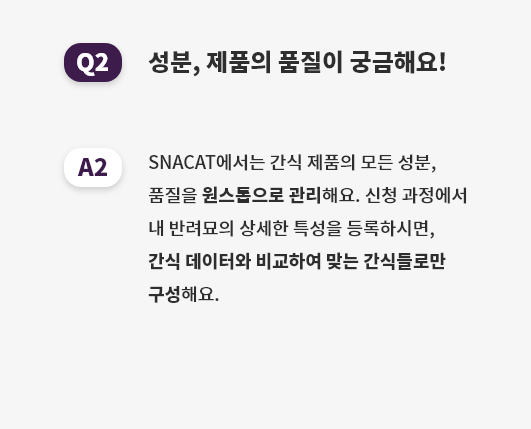 Q2
성분, 제품의 품질이 궁금해요!
A2
SNACAT에서는 간식 제품의 모든 성분,
품질을 원스톱으로 관리해요. 신청 과정에서
내 반려묘의 상세한 특성을 등록하시면,
간식 데이터와 비교하여 맞는 간식들로만
구성해요.